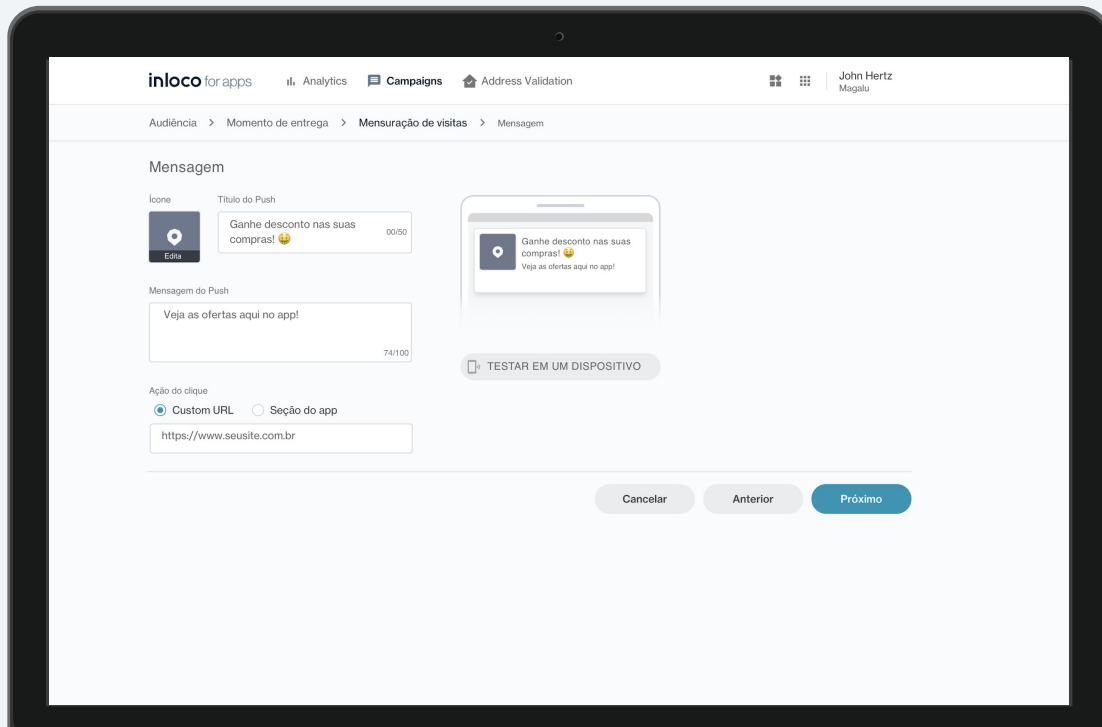 inloco for apps
Analytics
Campaigns
Address Validation
John Hertz
Magalu
Audiência > Momento de entrega > Mensuração de visitas > Mensagem
Mensagem
Ícone
Título do Push
Edita
Ganhe desconto nas suas
compras! 🤑
00/50
Mensagem do Push
Veja as ofertas aqui no app!
74/100
Ação do clique
Custom URL
Seção do app
https://www.seusite.com.br
Ganhe desconto nas suas
compras! 🤑
Veja as ofertas aqui no app!
TESTAR EM UM DISPOSITIVO
Cancelar
Anterior
Próximo